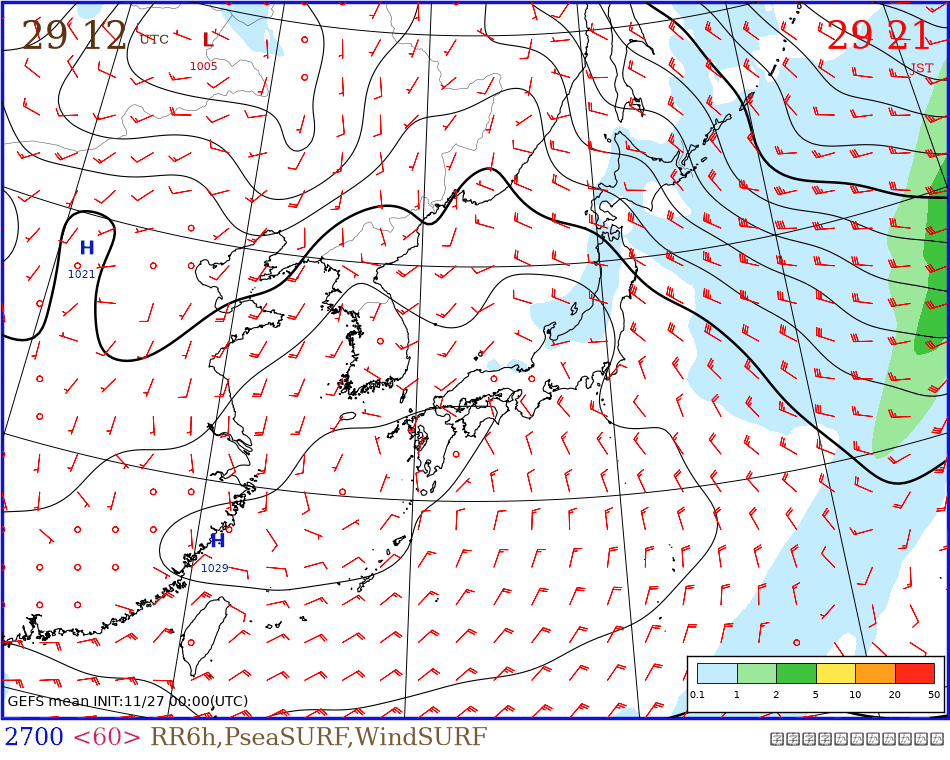 29 12 UTC
29 21 JST
L
1005
H
1021
H
1029
GEFS mean INIT:11/27 00:00(UTC)
0.1 1 2 5 10 20 50
2700 <60> RR6h,PseaSURF,WindSURF